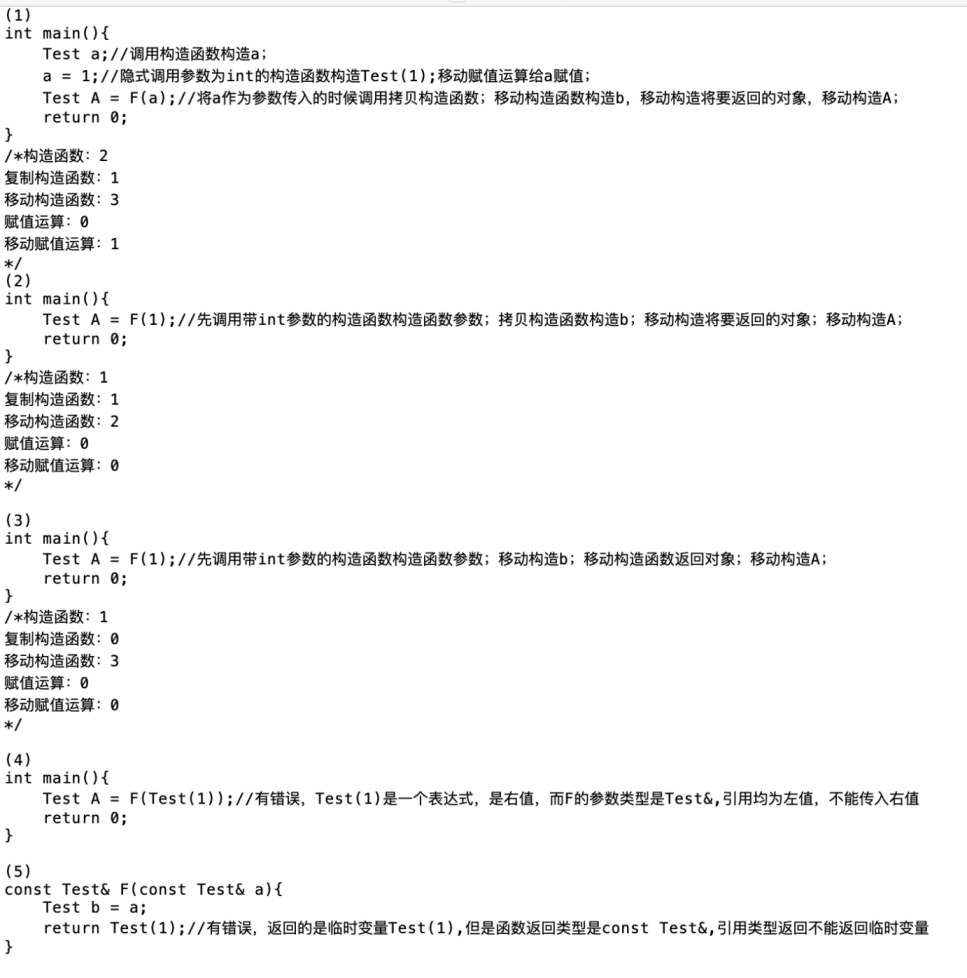 (1)
int main(){
    Test a;//调用构造函数构造a；
    a = 1;//隐式调用参数为int的构造函数构造Test(1);移动赋值运算给a赋值；
    Test A = F(a);//将a作为参数传入的时候调用拷贝构造函数；移动构造函数构造b，移动构造将要返回的对象，移动构造A；
    return 0;
}
/*构造函数：2
复制构造函数：1
移动构造函数：3
赋值运算：0
移动赋值运算：1
*/
(2)
int main(){
    Test A = F(1);//先调用带int参数的构造函数构造函数参数；拷贝构造函数构造b；移动构造将要返回的对象；移动构造A；
    return 0;
}
/*构造函数：1
复制构造函数：1
移动构造函数：2
赋值运算：0
移动赋值运算：0
*/
(3)
int main(){
    Test A = F(1);//先调用带int参数的构造函数构造函数参数；移动构造b；移动构造函数返回对象；移动构造A；
    return 0;
}
/*构造函数：1
复制构造函数：0
移动构造函数：3
赋值运算：0
移动赋值运算：0
*/
(4)
int main(){
    Test A = F(Test(1));//有错误，Test(1)是一个表达式，是右值，而F的参数类型是Test&,引用均为左值，不能传入右值
    return 0;
}
(5)
const Test& F(const Test& a){
    Test b = a;
    return Test(1);//有错误，返回的是临时变量Test(1),但是函数返回类型是const Test&,引用类型返回不能返回临时变量
}